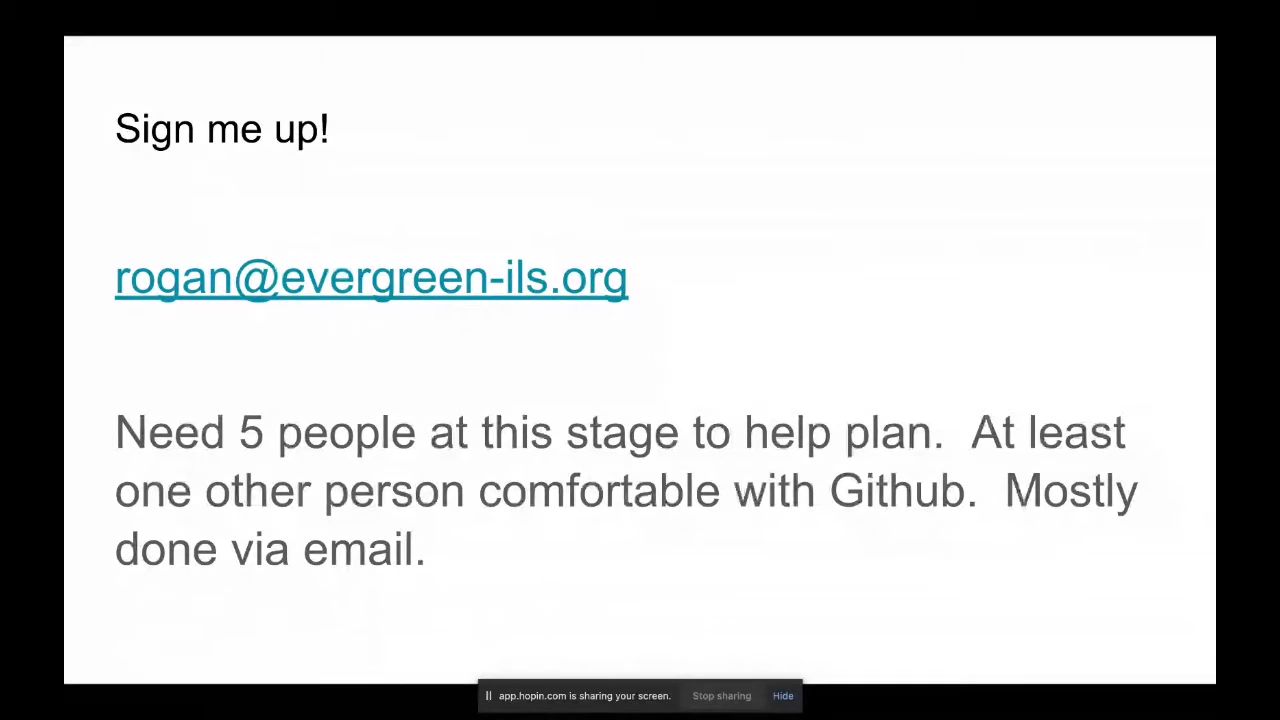 Sign me up!
rogan@evergreen-ils.org
Need 5 people at this stage to help plan.  At least
one other person comfortable with Github.  Mostly
done via email.
app.hopin.com is sharing your screen. Stop sharing Hide